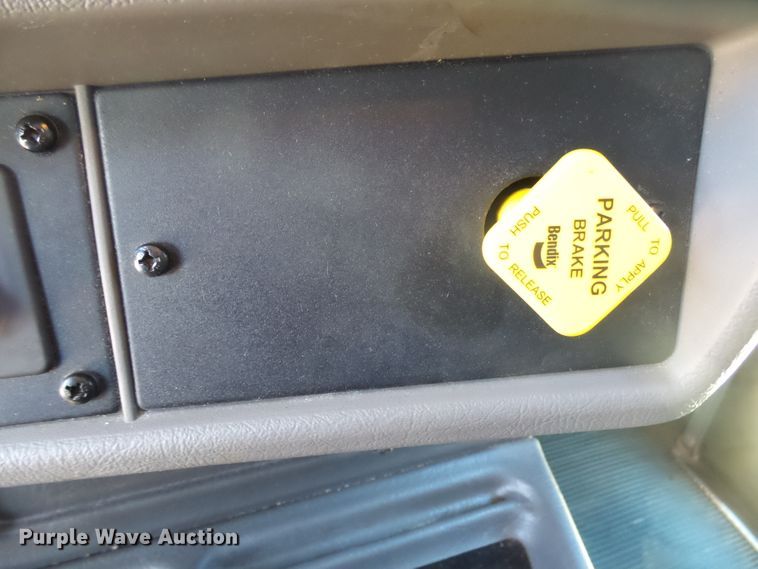 PULL TO APPLY
PARKING
BRAKE
Bendix
PUSH TO RELEASE
Purple Wave Auction